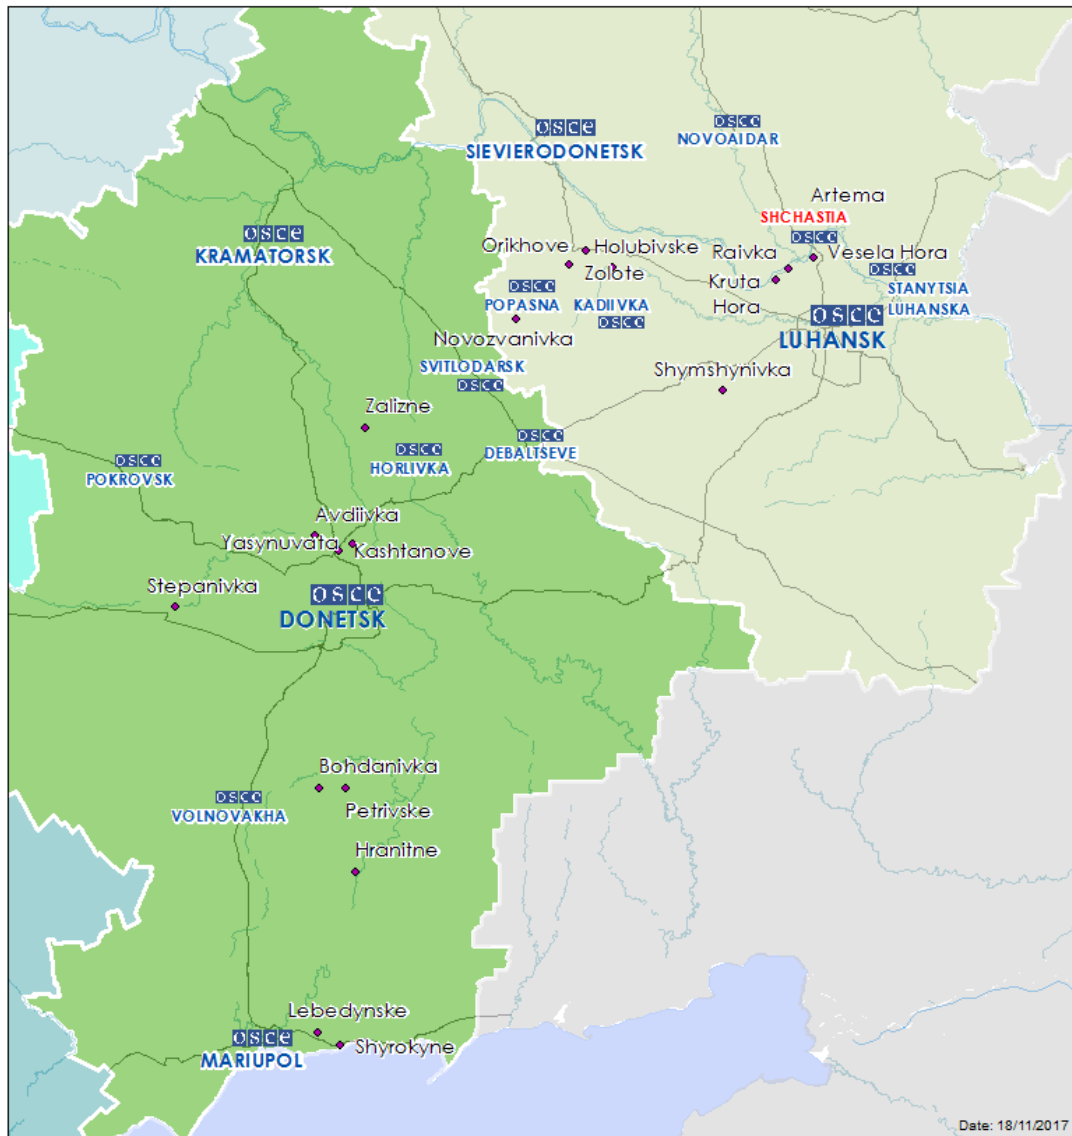 osce
SIEVIERODONETSK
osce
NOVOAIDAR
Artema
SHCHASTIA
osce
osce
KRAMATORSK
Orikhove
Holubivske
Zolote
Raivka
Vesela Hora
Kruta
Hora
osce
STANYTSIA
LUHANSKA
osce
POPASNA
KADIIVKA
osce
osce
LUHANSK
Novozvanivka
SVITLODARSK
osce
Shymshynivka
Zalizne
osce
HORLIVKA
osce
DEBALTSEVE
osce
POKROVSK
Avdiivka
Yasynuvata
Kashtanove
Stepanivka
osce
DONETSK
Bohdanivka
Petrivske
osce
VOLNOVAKHA
Hranitne
Lebedynske
osce
MARIUPOL
Shyrokyne
Date: 18/11/2017